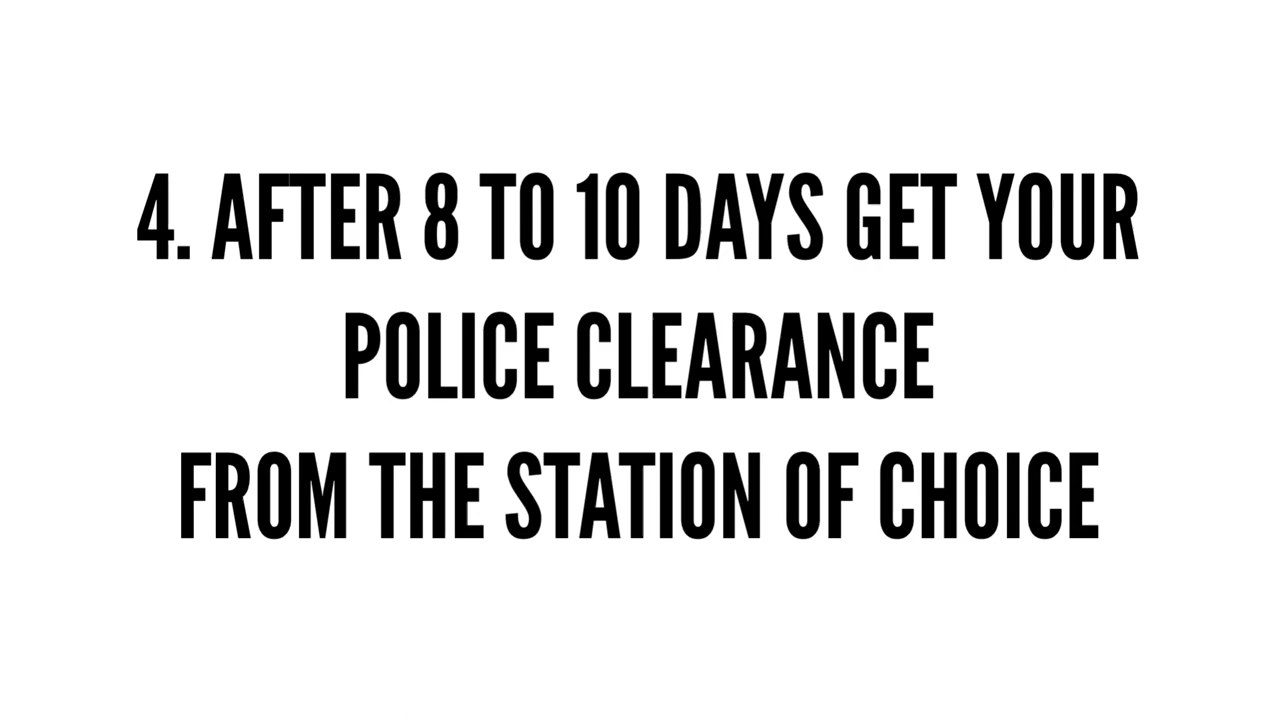 4. AFTER 8 TO 10 DAYS GET YOUR
POLICE CLEARANCE
FROM THE STATION OF CHOICE